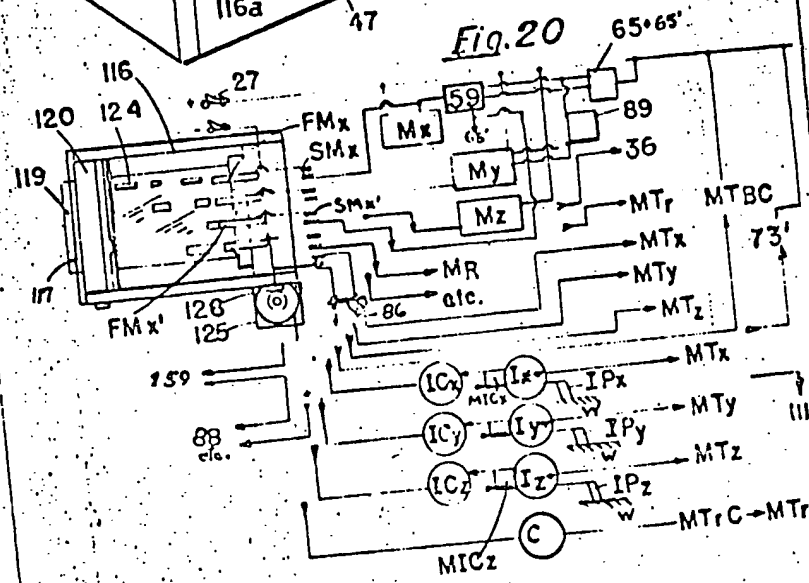 116a
47
Fig. 20
65+65'
116
27
120
124
FMx
59
89
SMx
Mx
119
My
36
SMx'
Mz
MTr
MTBC
MTx
73'
MR
MTy
117
etc.
86
128
MTz
FMx'
125
MTx
159
ICx
Ix
IPx
MICx
W
111
MTy
88
etc.
ICy
Iy
IPy
W
MTz
ICz
Iz
IPz
W
MTrC
MTr
C
MICz